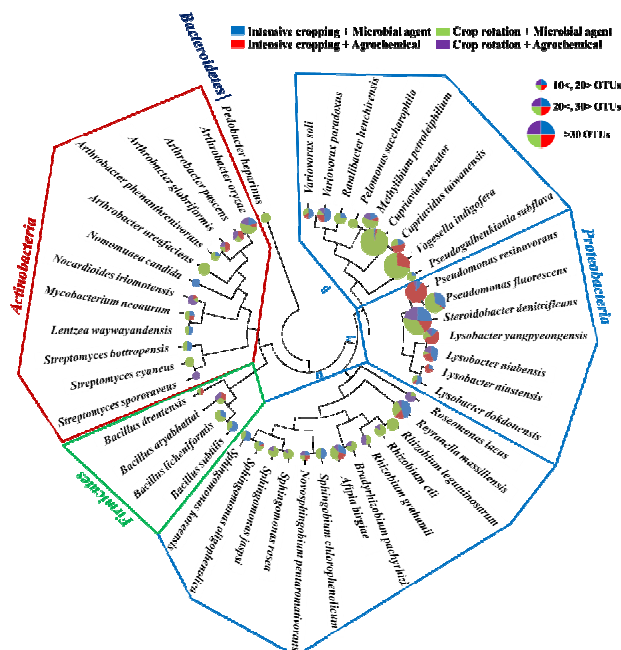 Intensive cropping + Microbial agent
Crop rotation + Microbial agent
Intensive cropping + Agrochemical
Crop rotation + Agrochemical
10<, 20> OTUs
20<, 30> OTUs
>30 OTUs
Bacteroidetes}
Pedobacter heparinus
Actinobacteria
Arthrobacter oryzae
Arthrobacter pascens
Arthrobacter globiformis
Arthrobacter phenanthrenivorans
Arthrobacter ureafaciens
Nonomuraea candida
Nocardioides iriomotensis
Mycobacterium neoaurum
Lentzea waywayandensis
Streptomyces bottropensis
Streptomyces cyaneus
Streptomyces sporoaveus
Firmicutes
Bacillus drentensis
Bacillus aryabhattai
Bacillus licheniformis
Bacillus subtilis
Sphingomonas koreensis
Sphingomonas oligophenolica
Sphingomonas jaspsi
Sphingomonas rosea
Novosphingobium pentaromativorans
Sphingobium chlorophenolicum
Afipia birgiae
Bradyrhizobium pachyrhizi
Rhizobium grahamii
Rhizobium etli
Rhizobium leguminosarum
Reyranella massiliensis
Roseomonas lacus
Lysobacter dokdonensis
Lysobacter niastensis
Lysobacter niabensis
Lysobacter yangpyeongensis
Steroidobacter denitrificans
Pseudomonas fluorescens
Pseudomonas resinovorans
Proteobacteria
Pseudogulbenkiania subflava
Vogesella indigofera
Cupriavidus taiwanensis
Cupriavidus necator
Methylibium petroleiphilum
Pelomonas saccharophila
Ramlibacter henchirensis
Variovorax paradoxus
Variovorax soli
β
α